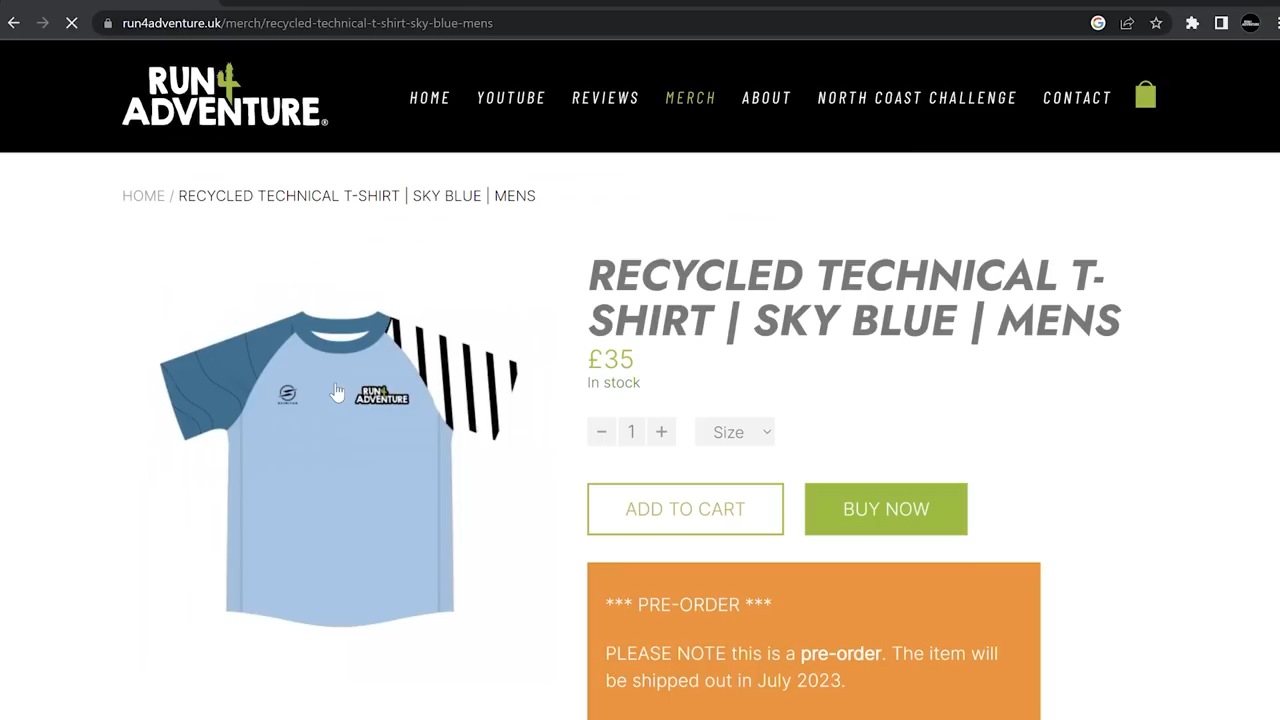 run4adventure.uk/merch/recycled-technical-t-shirt-sky-blue-mens
RUN4
ADVENTURE®
HOME
YOUTUBE
REVIEWS
MERCH
ABOUT
NORTH COAST CHALLENGE
CONTACT
HOME / RECYCLED TECHNICAL T-SHIRT | SKY BLUE | MENS
RECYCLED TECHNICAL T-
SHIRT | SKY BLUE | MENS
£35
In stock
− 1 +
Size
RUN4
ADVENTURE
ADD TO CART
BUY NOW
*** PRE-ORDER ***
PLEASE NOTE this is a pre-order. The item will
be shipped out in July 2023.